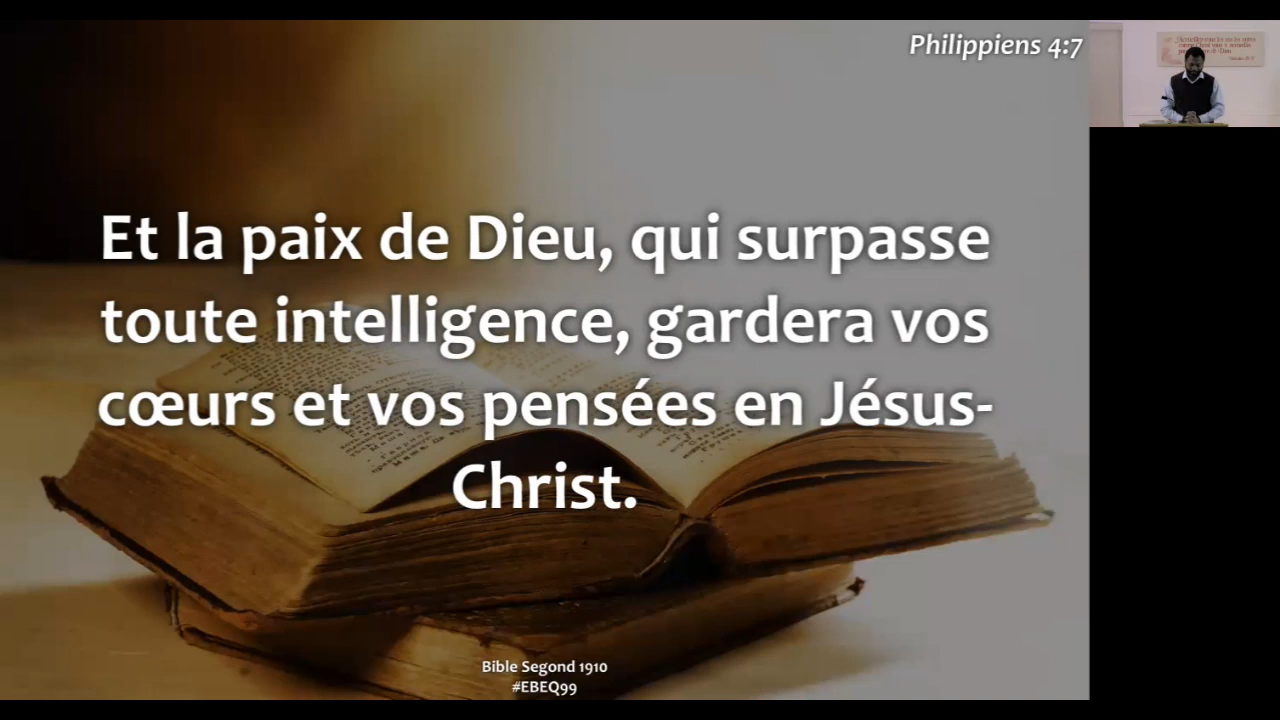 Philippiens 4:7
Et la paix de Dieu, qui surpasse
toute intelligence, gardera vos
cœurs et vos pensées en Jésus-
Christ.
Bible Segond 1910
#EBEQ99